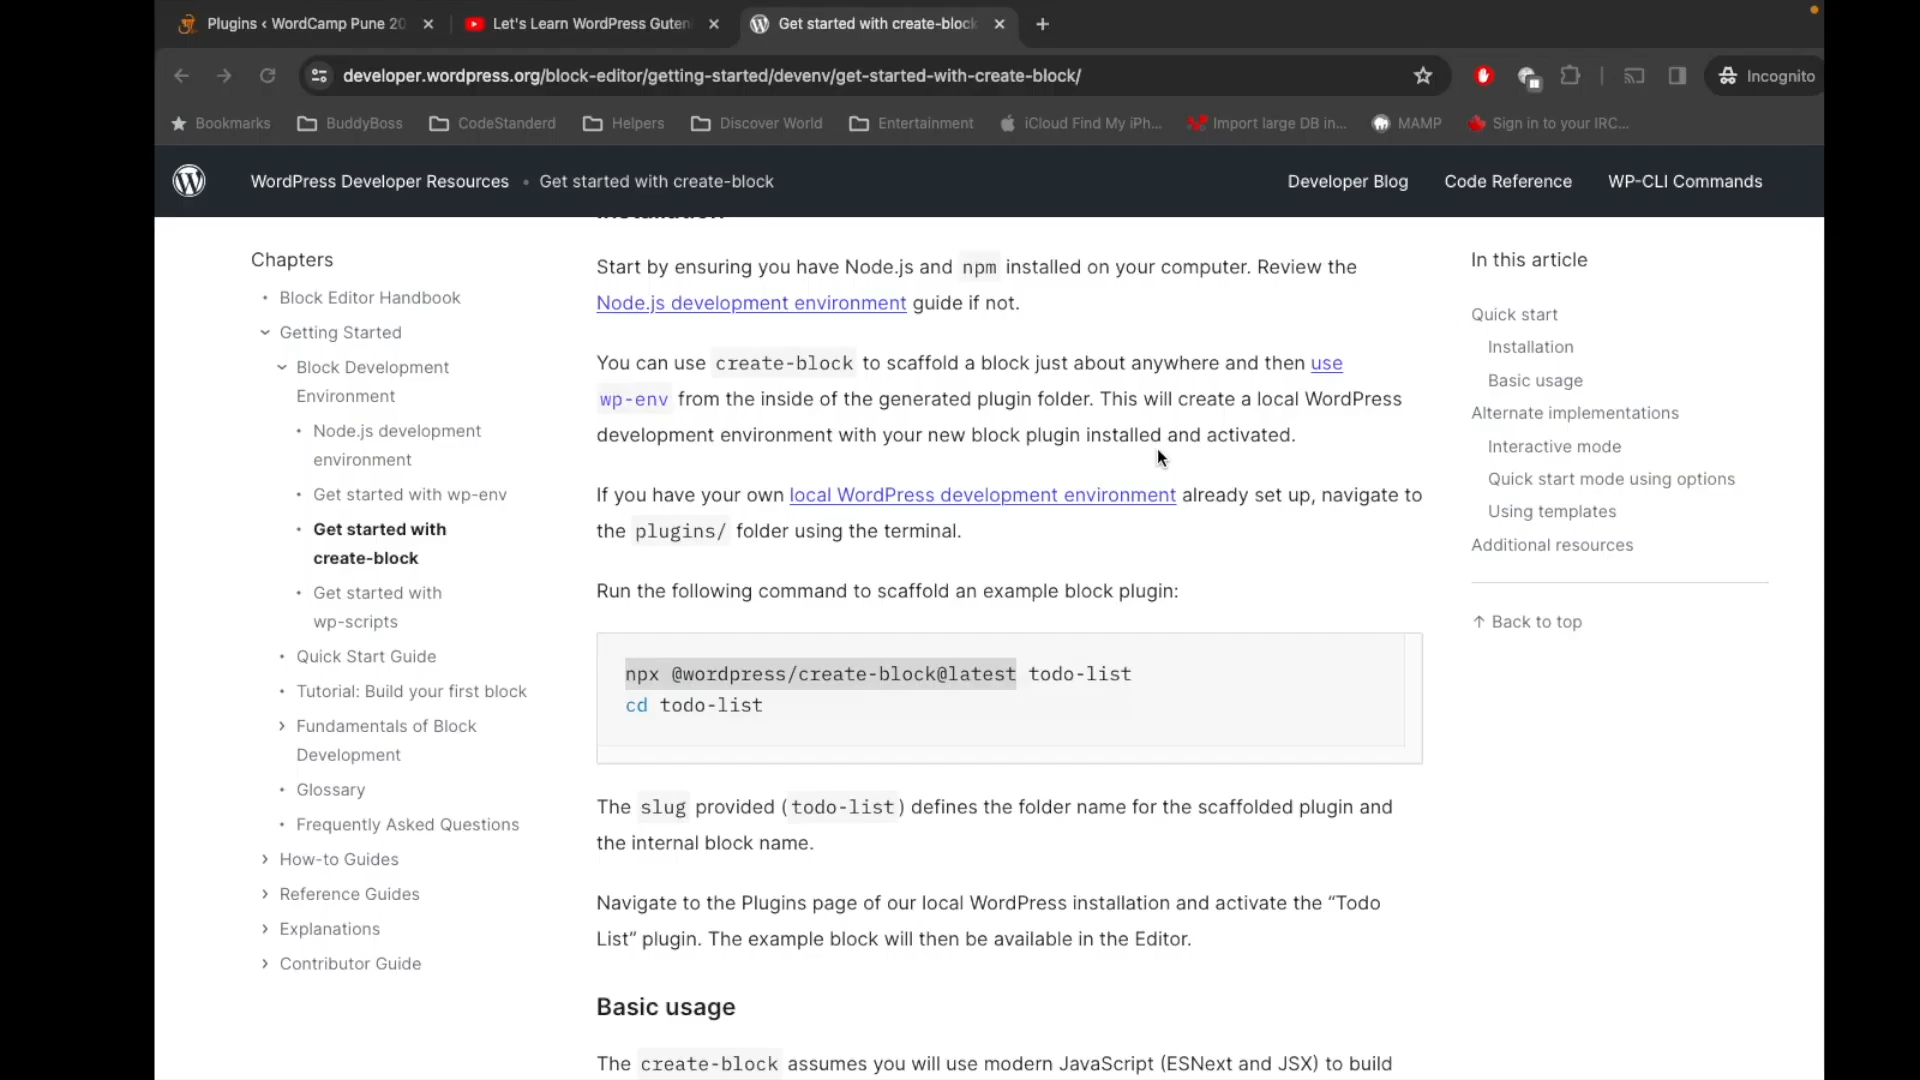 Plugins ‹ WordCamp Pune 20
Let's Learn WordPress Guten
Get started with create-block
developer.wordpress.org/block-editor/getting-started/devenv/get-started-with-create-block/
Incognito
Bookmarks
BuddyBoss
CodeStanderd
Helpers
Discover World
Entertainment
iCloud Find My iPh...
Import large DB in...
MAMP
Sign in to your IRC...
WordPress Developer Resources • Get started with create-block
Developer Blog
Code Reference
WP-CLI Commands
Chapters
Block Editor Handbook
Getting Started
Block Development
Environment
Node.js development
environment
Get started with wp-env
Get started with
create-block
Get started with
wp-scripts
Quick Start Guide
Tutorial: Build your first block
Fundamentals of Block
Development
Glossary
Frequently Asked Questions
How-to Guides
Reference Guides
Explanations
Contributor Guide
Start by ensuring you have Node.js and npm installed on your computer. Review the
Node.js development environment guide if not.
You can use create-block to scaffold a block just about anywhere and then use
wp-env from the inside of the generated plugin folder. This will create a local WordPress
development environment with your new block plugin installed and activated.
If you have your own local WordPress development environment already set up, navigate to
the plugins/ folder using the terminal.
Run the following command to scaffold an example block plugin:
npx @wordpress/create-block@latest todo-list
cd todo-list
The slug provided (todo-list) defines the folder name for the scaffolded plugin and
the internal block name.
Navigate to the Plugins page of our local WordPress installation and activate the “Todo
List” plugin. The example block will then be available in the Editor.
Basic usage
The create-block assumes you will use modern JavaScript (ESNext and JSX) to build
In this article
Quick start
Installation
Basic usage
Alternate implementations
Interactive mode
Quick start mode using options
Using templates
Additional resources
↑ Back to top